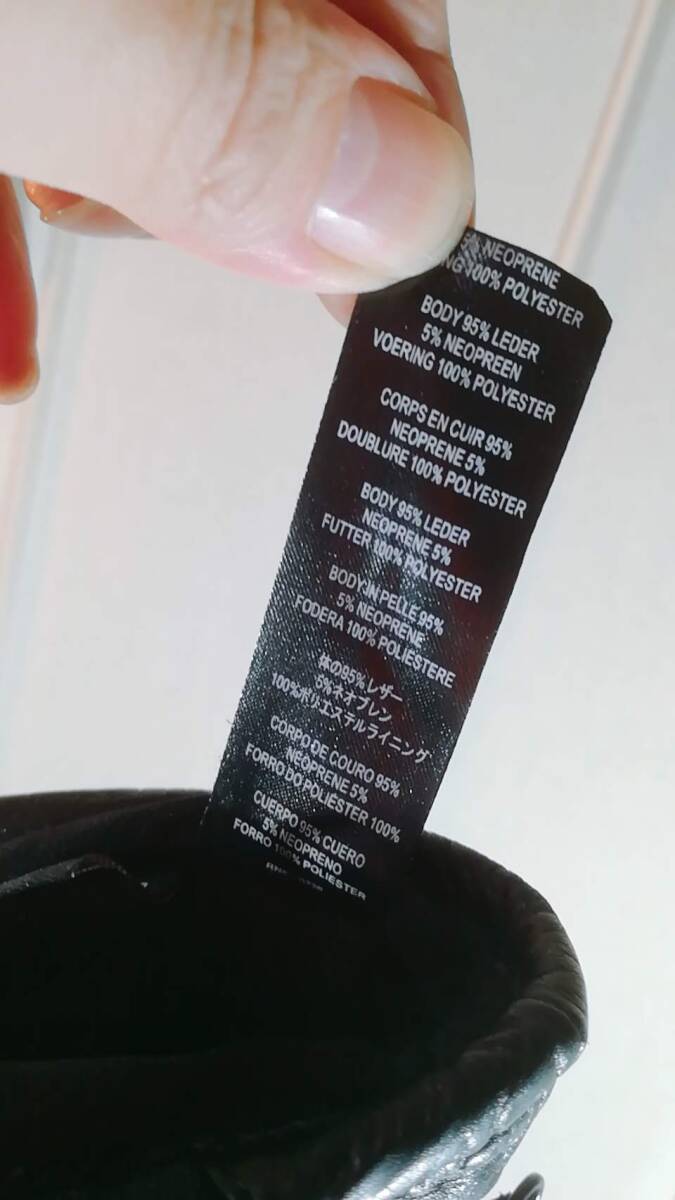 NEOPRENE
100% POLYESTER
BODY 95% LEDER
5% NEOPREEN
VOERING 100% POLYESTER
CORPS EN CUIR 95%
NEOPRENE 5%
DOUBLURE 100% POLYESTER
BODY 95% LEDER
NEOPRENE 5%
FUTTER 100% POLYESTER
BODY IN PELLE 95%
5% NEOPRENE
FODERA 100% POLIESTERE
体の95%レザー
5%ネオプレン
100%ポリエステルライニング
CORPO DE COURO 95%
NEOPRENE 5%
FORRO DO POLIESTER 100%
CUERPO 95% CUERO
5% NEOPRENO
FORRO 100% POLIESTER